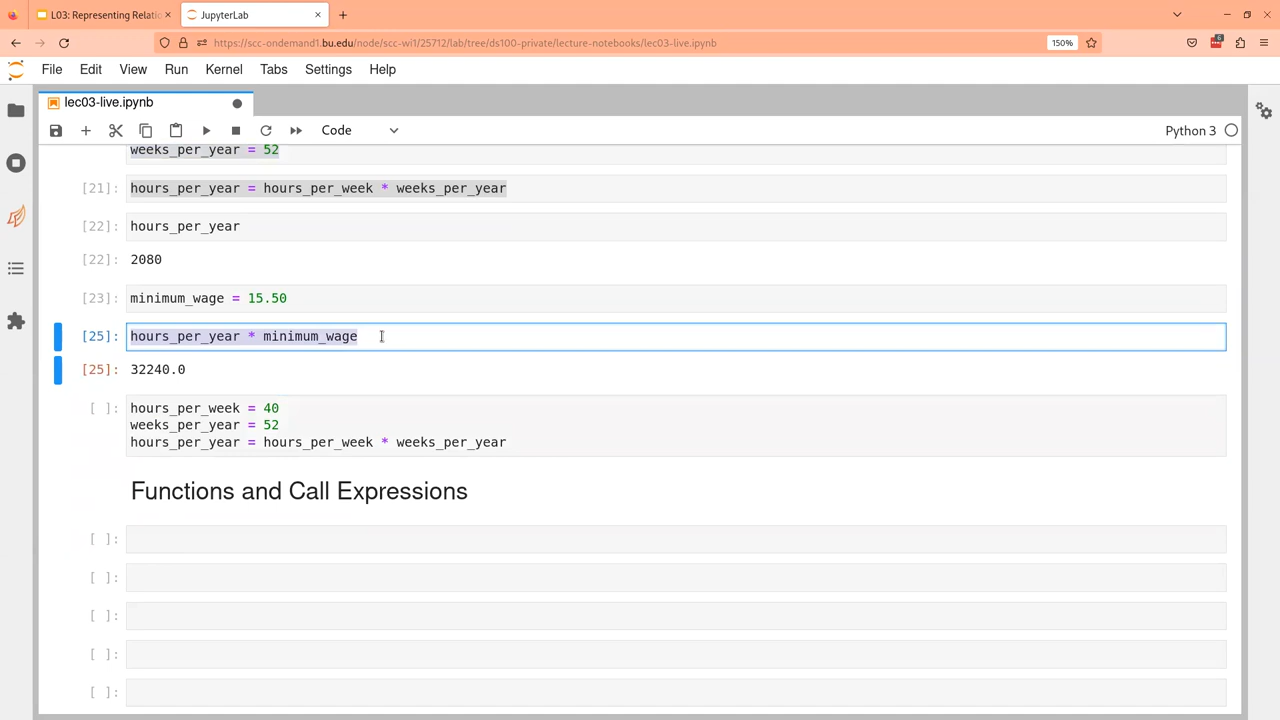 L03: Representing Relatio
JupyterLab
https://scc-ondemand1.bu.edu/node/scc-wi1/25712/lab/tree/ds100-private/lecture-notebooks/lec03-live.ipynb
150%
6
File Edit View Run Kernel Tabs Settings Help
lec03-live.ipynb
Code
Python 3
weeks_per_year = 52
[21]: hours_per_year = hours_per_week * weeks_per_year
[22]: hours_per_year
[22]: 2080
[23]: minimum_wage = 15.50
[25]: hours_per_year * minimum_wage
[25]: 32240.0
[ ]: hours_per_week = 40
weeks_per_year = 52
hours_per_year = hours_per_week * weeks_per_year
Functions and Call Expressions
[ ]:
[ ]:
[ ]:
[ ]:
[ ]: